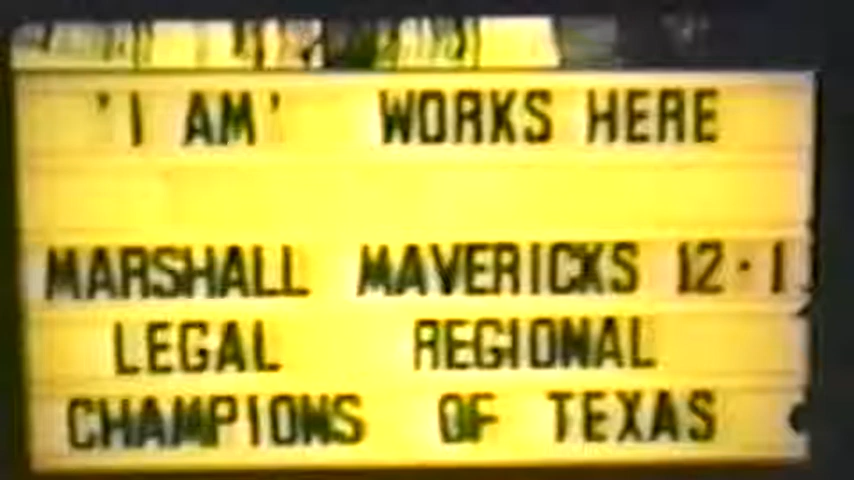 'I AM' WORKS HERE
MARSHALL MAVERICKS 12-1
LEGAL REGIONAL
CHAMPIONS OF TEXAS